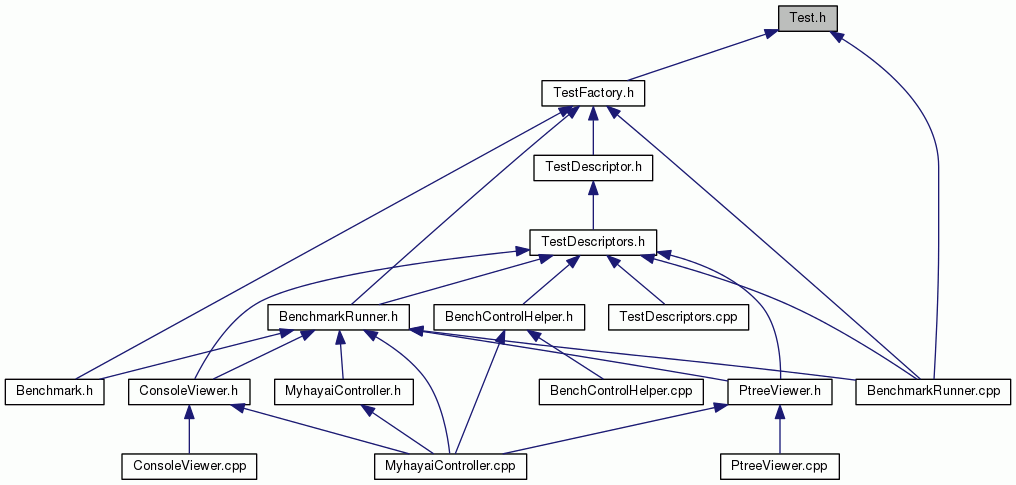 Test.h
TestFactory.h
TestDescriptor.h
TestDescriptors.h
BenchmarkRunner.h
BenchControlHelper.h
TestDescriptors.cpp
Benchmark.h
ConsoleViewer.h
MyhayaiController.h
BenchControlHelper.cpp
PtreeViewer.h
BenchmarkRunner.cpp
ConsoleViewer.cpp
MyhayaiController.cpp
PtreeViewer.cpp